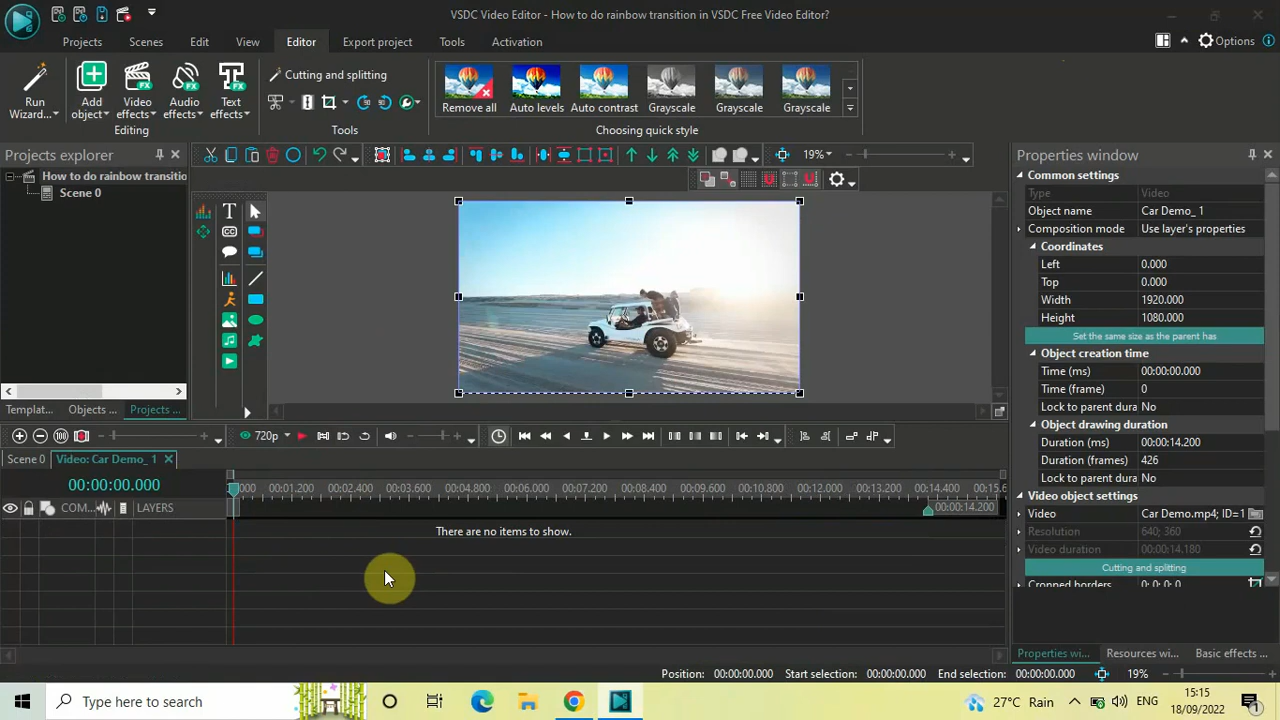 VSDC Video Editor - How to do rainbow transition in VSDC Free Video Editor?
Projects Scenes Edit View Editor Export project Tools Activation Options
Run Wizard...
Add object
Video effects
Audio effects
Text effects
Editing
Cutting and splitting
Tools
Remove all
Auto levels
Auto contrast
Grayscale
Grayscale
Grayscale
Choosing quick style
Projects explorer
How to do rainbow transitio
Scene 0
Templat... Objects ... Projects ...
19%
T
CC
Properties window
Common settings
Type Video
Object name Car Demo_ 1
Composition mode Use layer's properties
Coordinates
Left 0.000
Top 0.000
Width 1920.000
Height 1080.000
Set the same size as the parent has
Object creation time
Time (ms) 00:00:00.000
Time (frame) 0
Lock to parent dura No
Object drawing duration
Duration (ms) 00:00:14.200
Duration (frames) 426
Lock to parent dura No
Video object settings
Video Car Demo.mp4; ID=1
Resolution 640; 360
Video duration 00:00:14.180
Cutting and splitting
Cropped borders 0; 0; 0; 0
Properties wi... Resources wi... Basic effects ...
720p
Scene 0 Video: Car Demo_ 1
00:00:00.000
000 00:01.200 00:02.400 00:03.600 00:04.800 00:06.000 00:07.200 00:08.400 00:09.600 00:10.800 00:12.000 00:13.200 00:14.400 00:15.6
COM... LAYERS
00:00:14.200
There are no items to show.
Position: 00:00:00.000 Start selection: 00:00:00.000 End selection: 00:00:00.000 19%
Type here to search
27°C Rain
ENG
15:15
18/09/2022
1